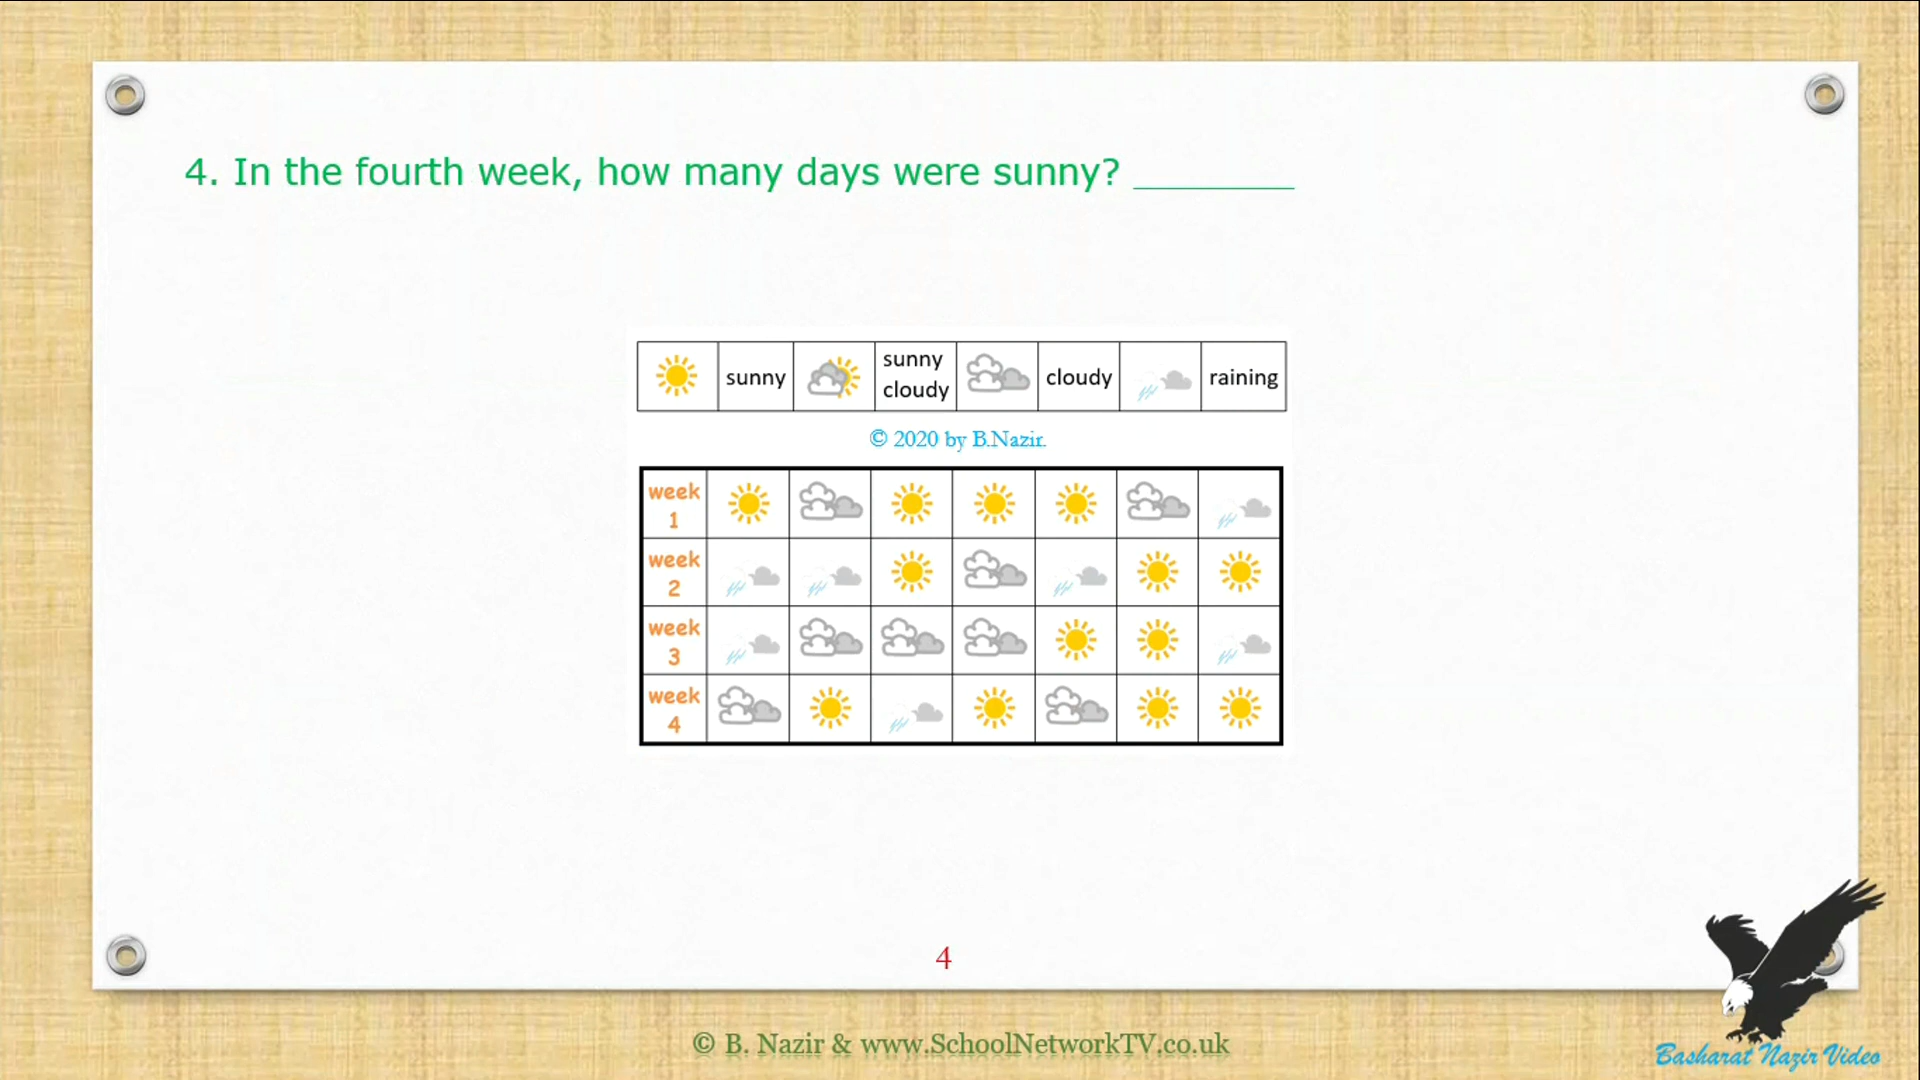 4. In the fourth week, how many days were sunny? ________
sunny
sunny
cloudy
cloudy
raining
© 2020 by B.Nazir.
week
1
week
2
week
3
week
4
4
© B. Nazir & www.SchoolNetworkTV.co.uk
Basharat Nazir Video